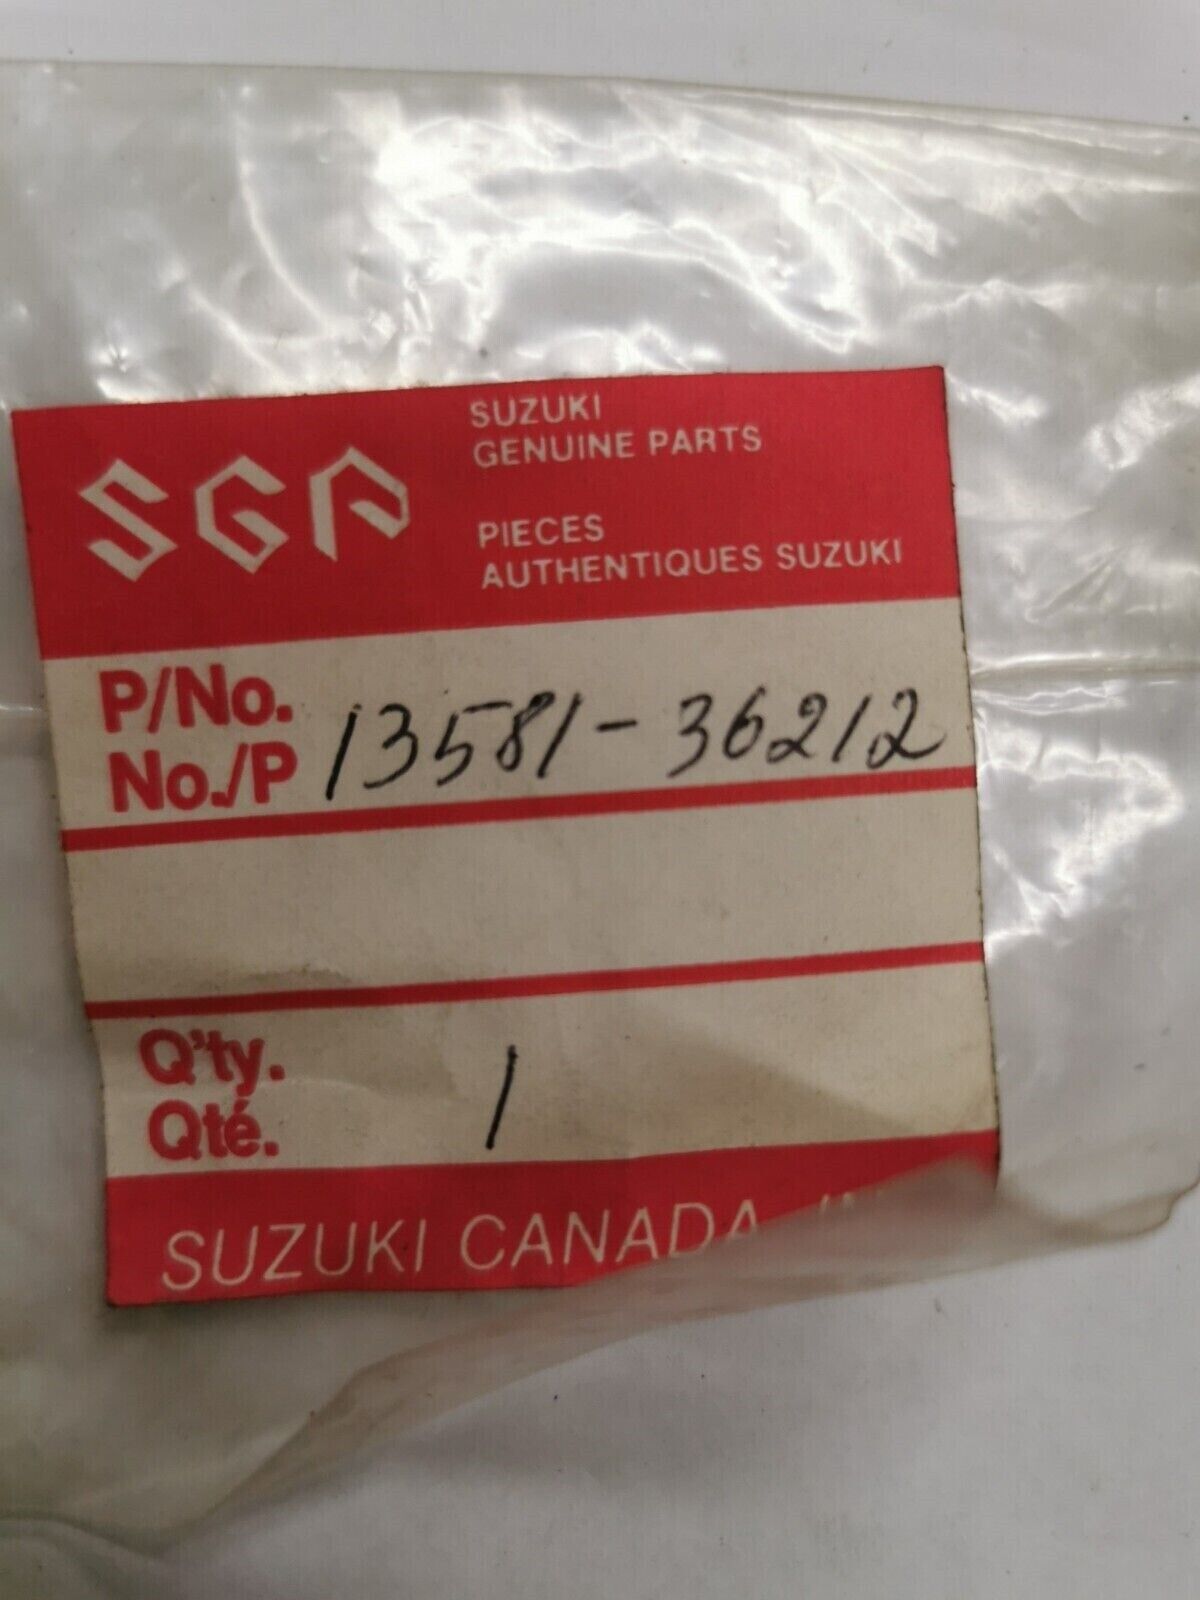 SGP
SUZUKI
GENUINE PARTS
PIECES
AUTHENTIQUES SUZUKI
P/No.
No./P
13581-36212
Q'ty.
Qté.
1
SUZUKI CANADA